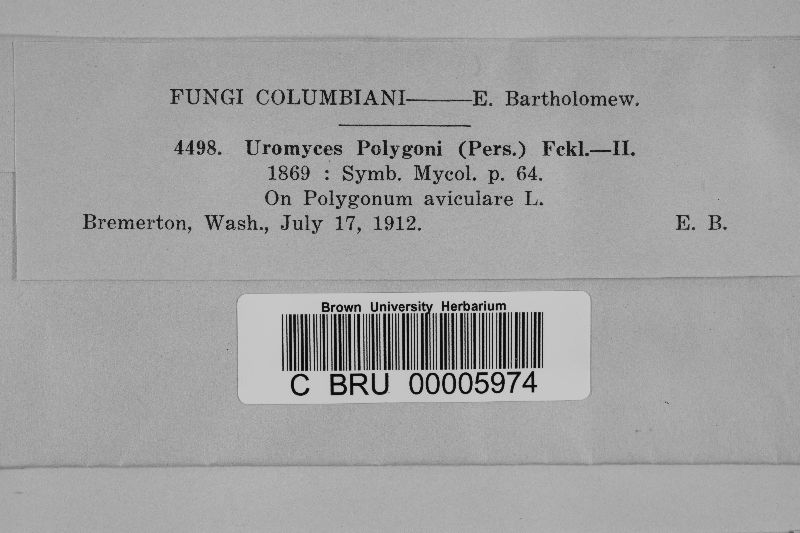 FUNGI COLUMBIANI——E. Bartholomew.
4498. Uromyces Polygoni (Pers.) Fckl.—II.
1869 : Symb. Mycol. p. 64.
On Polygonum aviculare L.
Bremerton, Wash., July 17, 1912. E. B.
Brown University Herbarium
C BRU 00005974